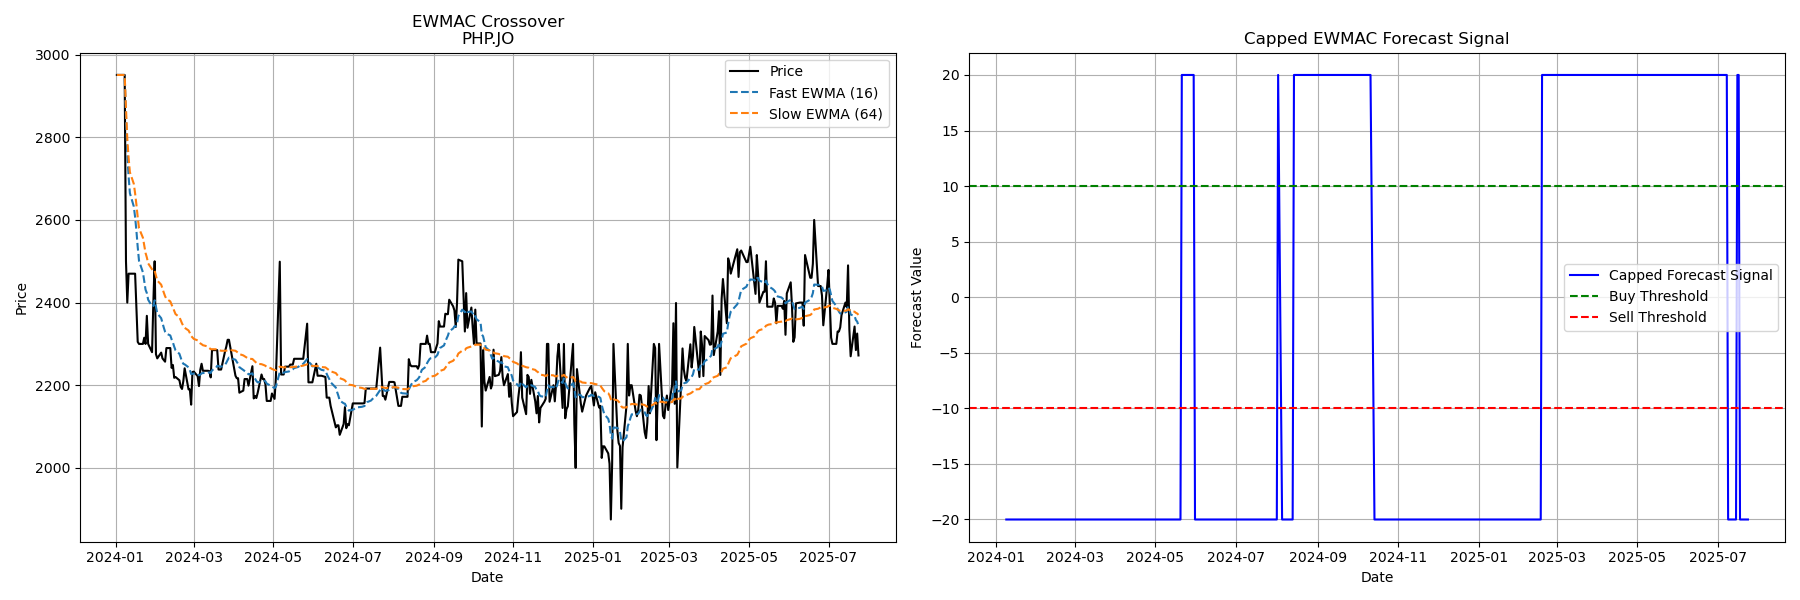 EWMAC Crossover
PHP.JO
Price
Fast EWMA (16)
Slow EWMA (64)
3000
2800
2600
2400
2200
2000
Price
2024-01 2024-03 2024-05 2024-07 2024-09 2024-11 2025-01 2025-03 2025-05 2025-07
Date
Capped EWMAC Forecast Signal
20
15
10
5
0
−5
−10
−15
−20
Forecast Value
Capped Forecast Signal
Buy Threshold
Sell Threshold
2024-01 2024-03 2024-05 2024-07 2024-09 2024-11 2025-01 2025-03 2025-05 2025-07
Date